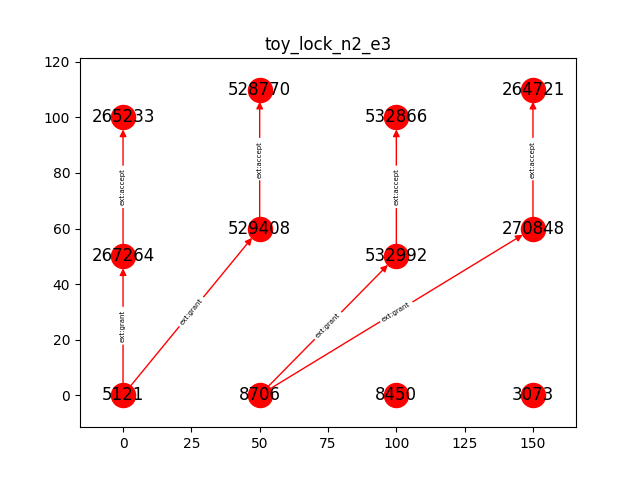 toy_lock_n2_e3
120
100
80
60
40
20
0
528770
264721
265233
532866
ext:accept
ext:accept
ext:accept
ext:accept
529408
270848
267264
532992
ext:grant
ext:grant
ext:grant
ext:grant
5121
8706
8450
3073
0
25
50
75
100
125
150